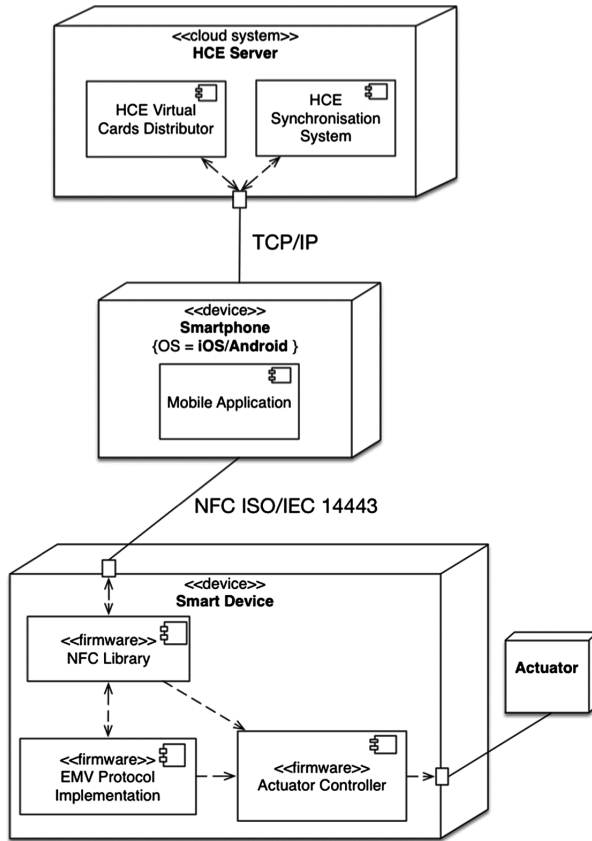 <<cloud system>>
HCE Server
HCE Virtual
Cards Distributor
HCE
Synchronisation
System
TCP/IP
<<device>>
Smartphone
{OS = iOS/Android }
Mobile Application
NFC ISO/IEC 14443
<<device>>
Smart Device
<<firmware>>
NFC Library
<<firmware>>
EMV Protocol
Implementation
<<firmware>>
Actuator Controller
Actuator